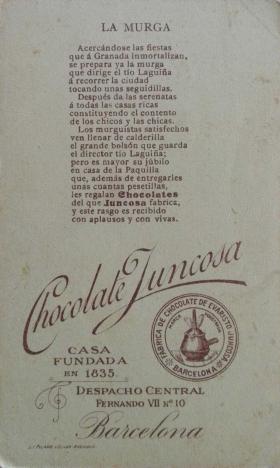 LA MURGA
Acercándose las fiestas
que á Granada inmortalizan,
se prepara ya la murga
que dirige el tío Laguiña
á recorrer la ciudad
tocando unas seguidillas.
Después da las serenatas
á todas las casas ricas
constituyendo el contento
de los chicos y las chicas.
Los murguistas satisfechos
ven llenar de calderilla
el grande bolsón que guarda
el director tío Laguiña;
pero es mayor su júbilo
en casa de la Paquilla
que, además de entregarles
unas cuantas pesetillas,
les regalan Chocolates
del que Juncosa fabrica,
y este rasgo es recibido
con aplausos y con vivas.
Chocolate Juncosa
FABRICA DE CHOCOLATE DE EVARISTO JUNCOSA
MARCA REGISTRADA
BARCELONA
CASA
FUNDADA
EN 1835
DESPACHO CENTRAL
FERNANDO VII Nº 10
Barcelona